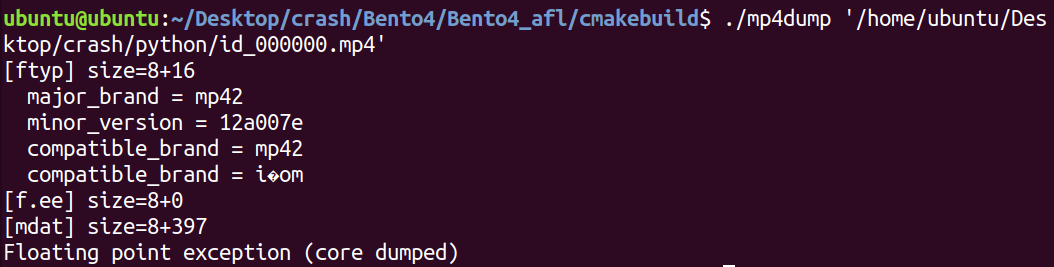 ubuntu@ubuntu:~/Desktop/crash/Bento4/Bento4_afl/cmakebuild$ ./mp4dump '/home/ubuntu/Des
ktop/crash/python/id_000000.mp4'
[ftyp] size=8+16
  major_brand = mp42
  minor_version = 12a007e
  compatible_brand = mp42
  compatible_brand = i�om
[f.ee] size=8+0
[mdat] size=8+397
Floating point exception (core dumped)